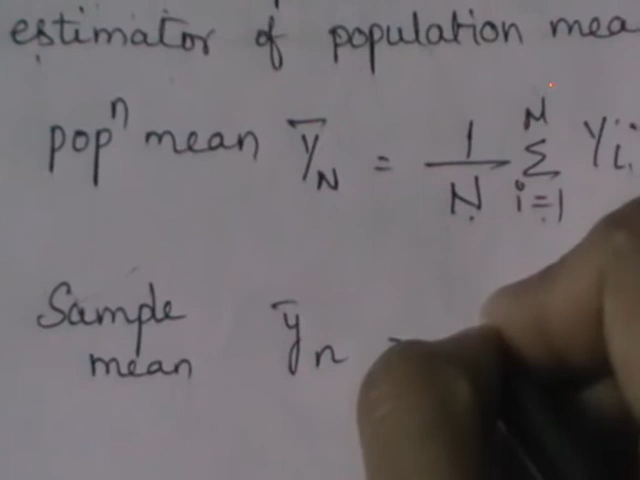 estimator of population mea
popⁿ mean Ȳ_N = 1/N Σ_{i=1}^{N} Y_i
Sample mean ȳ_n =